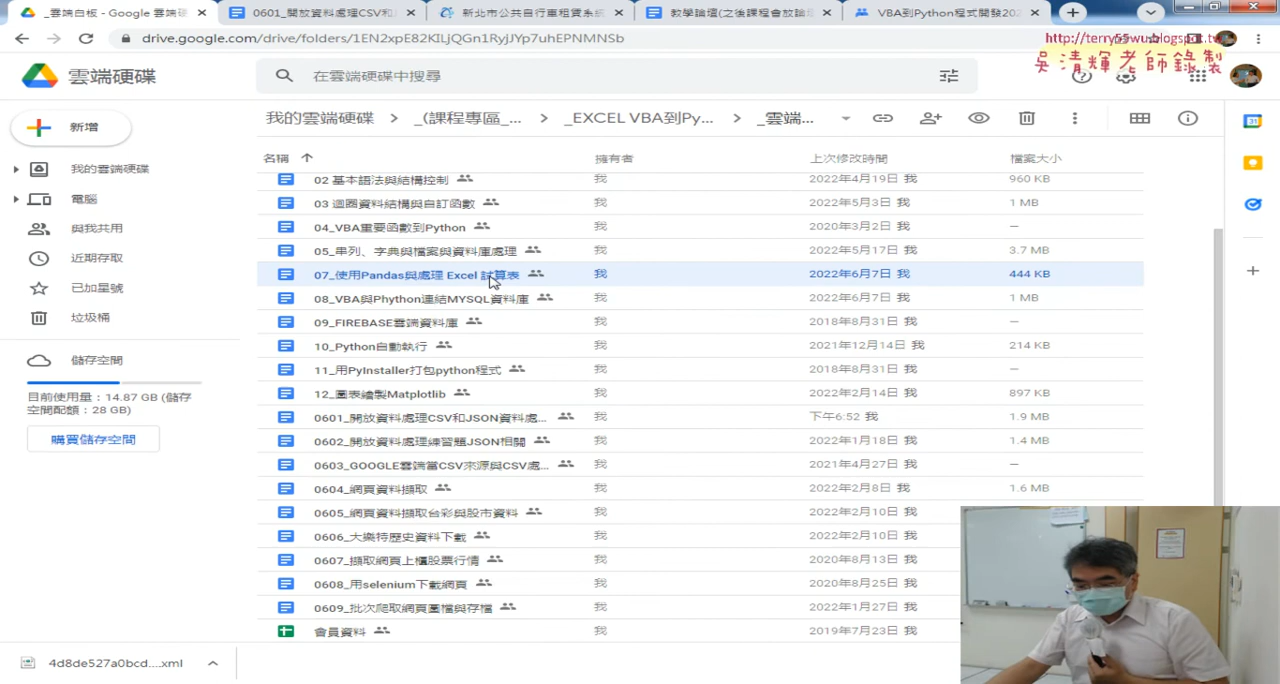 _雲端白板 - Google 雲端硬
0601_開放資料處理CSV和
新北市公共自行車租賃系統
教學論壇(之後課程會放論壇
VBA到Python程式開發202
drive.google.com/drive/folders/1EN2xpE82KILjQGn1RyjJYp7uhEPNMNSb
http://terry55wu.blogspot.tw
吳清輝老師錄製
雲端硬碟
在雲端硬碟中搜尋
新增
我的雲端硬碟 > _(課程專區_... > _EXCEL VBA到Py... > _雲端...
我的雲端硬碟
電腦
與我共用
近期存取
已加星號
垃圾桶
儲存空間
目前使用量：14.87 GB (儲存
空間配額：28 GB)
購買儲存空間
名稱 擁有者 上次修改時間 檔案大小
02 基本語法與結構控制 我 2022年4月19日 我 960 KB
03 迴圈資料結構與自訂函數 我 2022年5月3日 我 1 MB
04_VBA重要函數到Python 我 2020年3月2日 我 —
05_串列、字典與檔案與資料庫處理 我 2022年5月17日 我 3.7 MB
07_使用Pandas與處理 Excel 試算表 我 2022年6月7日 我 444 KB
08_VBA與Phython連結MYSQL資料庫 我 2022年6月7日 我 1 MB
09_FIREBASE雲端資料庫 我 2018年8月31日 我 —
10_Python自動執行 我 2021年12月14日 我 214 KB
11_用PyInstaller打包python程式 我 2018年8月31日 我 —
12_圖表繪製Matplotlib 我 2022年2月14日 我 897 KB
0601_開放資料處理CSV和JSON資料處... 我 下午6:52 我 1.9 MB
0602_開放資料處理練習題JSON相關 我 2022年1月18日 我 1.4 MB
0603_GOOGLE雲端當CSV來源與CSV處... 我 2021年4月27日 我 —
0604_網頁資料擷取 我 2022年2月8日 我 1.6 MB
0605_網頁資料擷取台彩與股市資料 我 2022年2月10日 我
0606_大樂特歷史資料下載 我 2022年2月10日 我
0607_擷取網頁上櫃股票行情 我 2020年8月13日 我
0608_用selenium下載網頁 我 2020年8月25日 我
0609_批次爬取網頁圖檔與存檔 我 2022年1月27日 我
會員資料 我 2019年7月23日 我
4d8de527a0bcd....xml